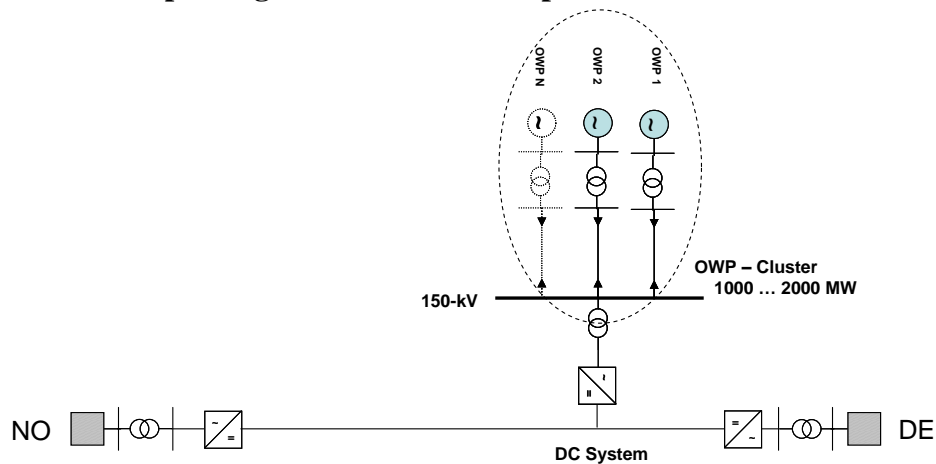 OWP N
OWP 2
OWP 1
OWP – Cluster
1000 ... 2000 MW
150-kV
NO
DE
DC System